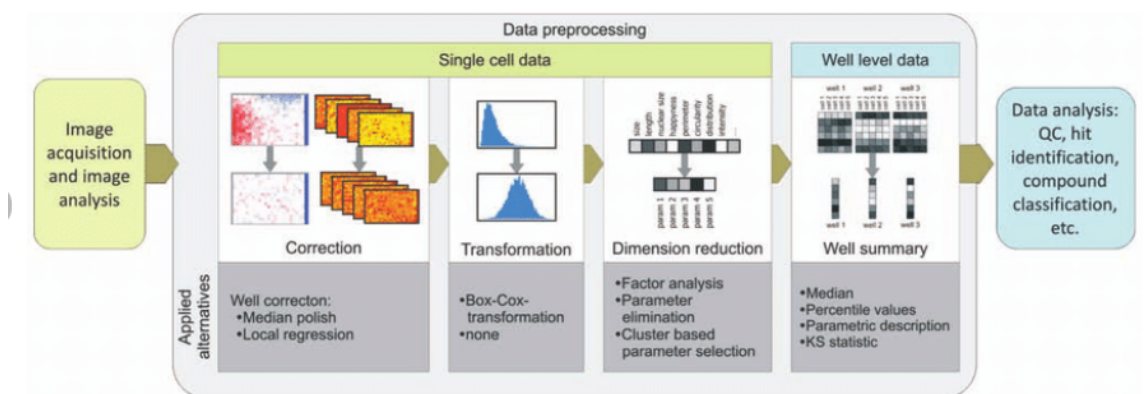 Data preprocessing
Single cell data
Well level data
Image
acquisition
and image
analysis
size
length
nuclear size
happyness
perimeter
circularity
distribution
intensity
...
param 1
param 2
param 3
param 4
param 5
well 1
well 2
well 3
well 1
well 2
well 3
Correction
Transformation
Dimension reduction
Well summary
Data analysis:
QC, hit
identification,
compound
classification,
etc.
Applied
alternatives
Well correcton:
•Median polish
•Local regression
•Box-Cox-
transformation
•none
•Factor analysis
•Parameter
elimination
•Cluster based
parameter selection
•Median
•Percentile values
•Parametric description
•KS statistic